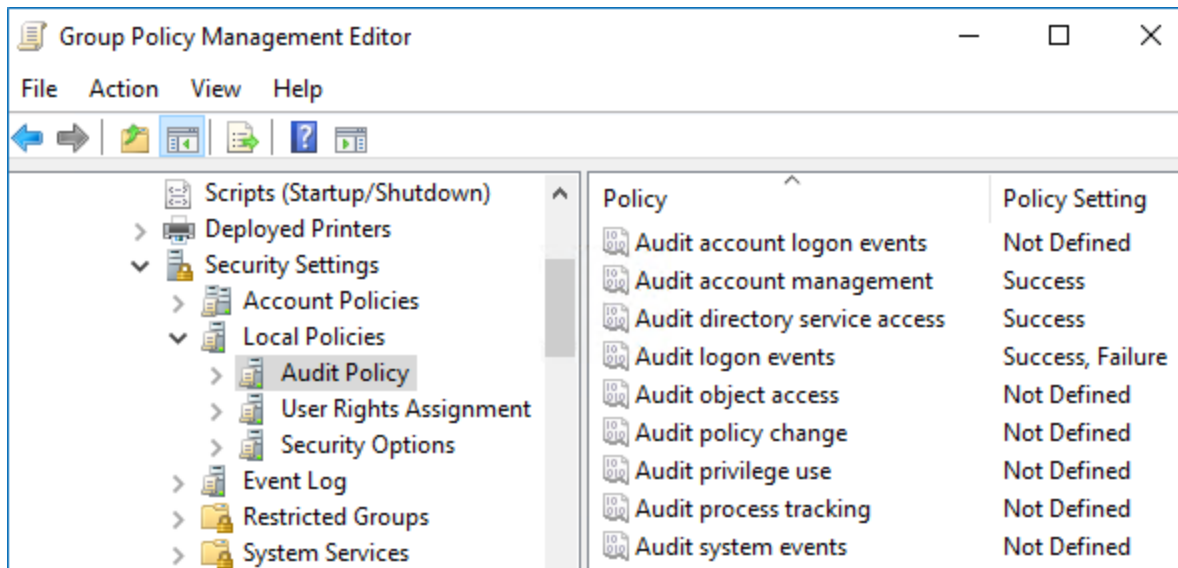 Group Policy Management Editor
File Action View Help
Scripts (Startup/Shutdown)
Deployed Printers
Security Settings
Account Policies
Local Policies
Audit Policy
User Rights Assignment
Security Options
Event Log
Restricted Groups
System Services
Policy Policy Setting
Audit account logon events Not Defined
Audit account management Success
Audit directory service access Success
Audit logon events Success, Failure
Audit object access Not Defined
Audit policy change Not Defined
Audit privilege use Not Defined
Audit process tracking Not Defined
Audit system events Not Defined